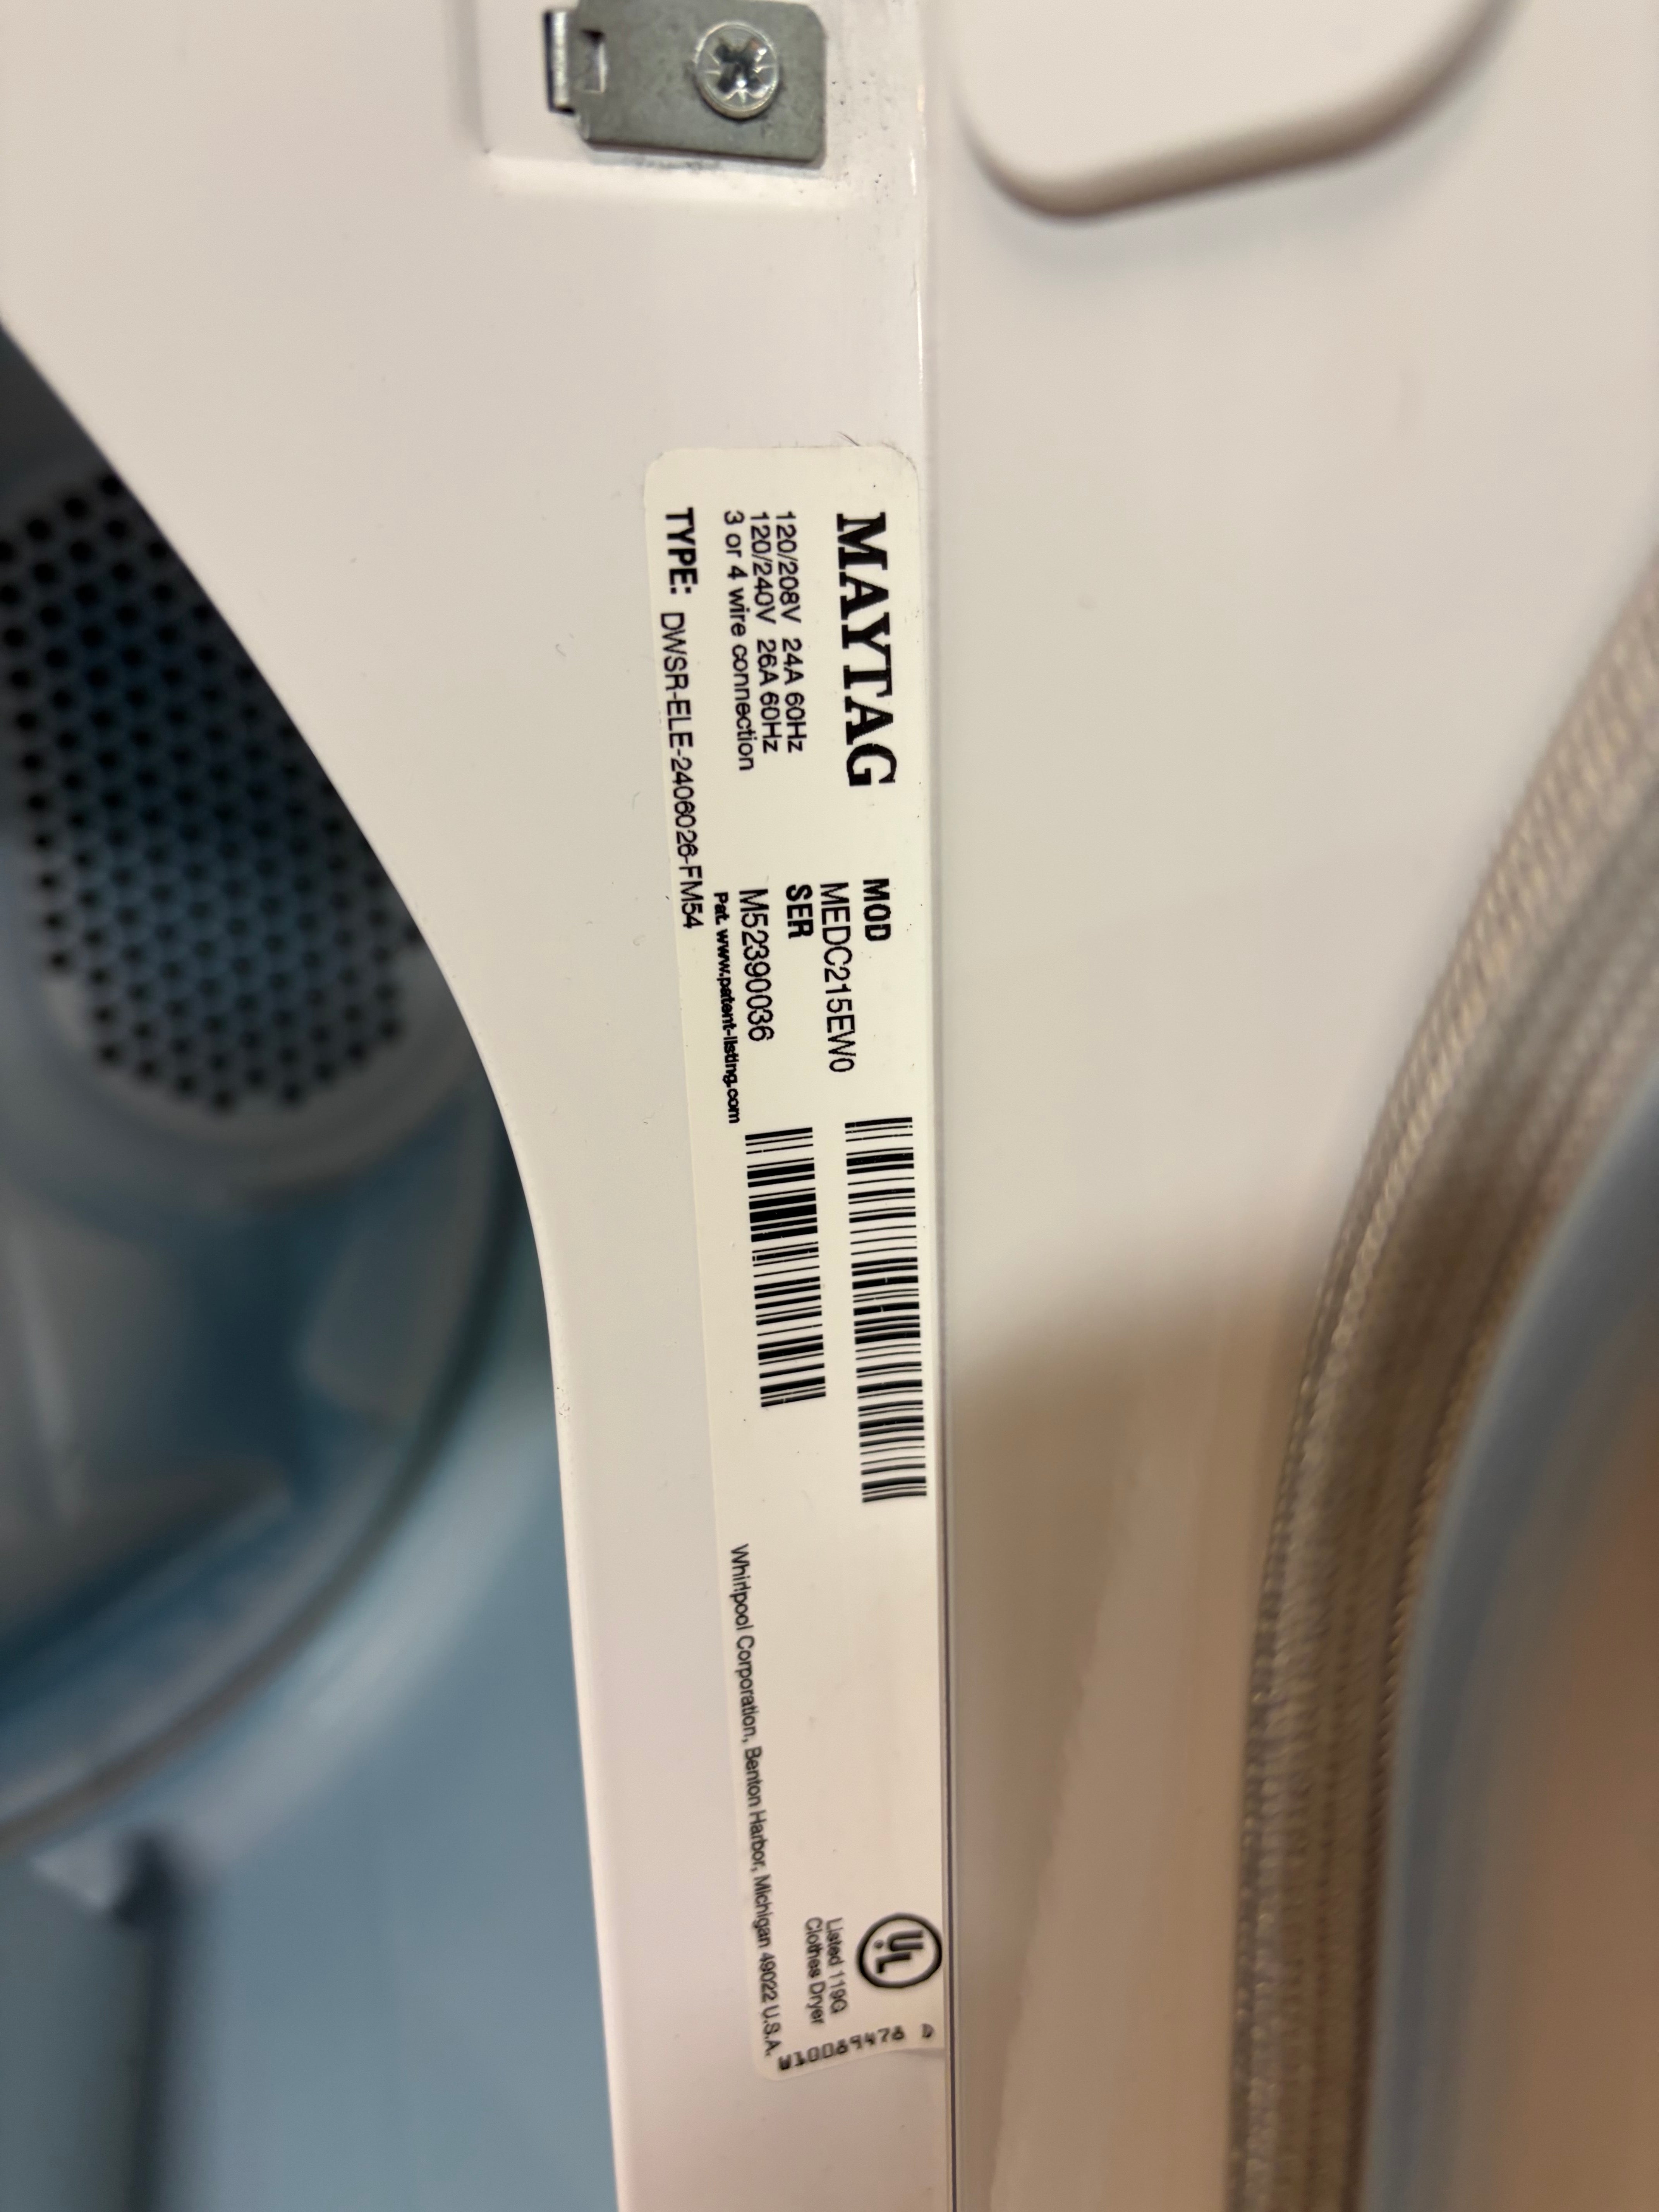 MAYTAG
120/208V 24A 60Hz
120/240V 26A 60Hz
3 or 4 wire connection
TYPE: DWSR-ELE-2406026-FM54
MOD
MEDC215EW0
SER
M52390036
Pat. www.patent-listing.com
Whirlpool Corporation, Benton Harbor, Michigan 49022 U.S.A.
UL
Listed 119G
Clothes Dryer
W10089478 D